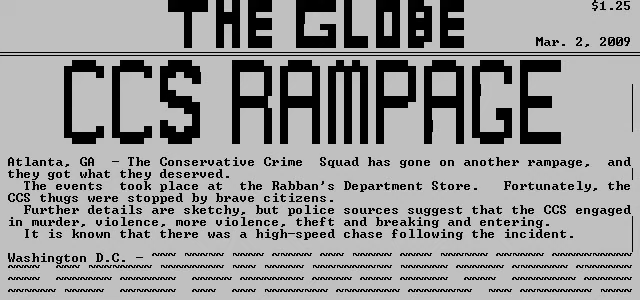 $1.25
THE GLOBE
Mar. 2, 2009
CCS RAMPAGE
Atlanta, GA - The Conservative Crime Squad has gone on another rampage, and
they got what they deserved.
The events took place at the Rabban's Department Store. Fortunately, the
CCS thugs were stopped by brave citizens.
Further details are sketchy, but police sources suggest that the CCS engaged
in murder, violence, more violence, theft and breaking and entering.
It is known that there was a high-speed chase following the incident.
Washington D.C. -